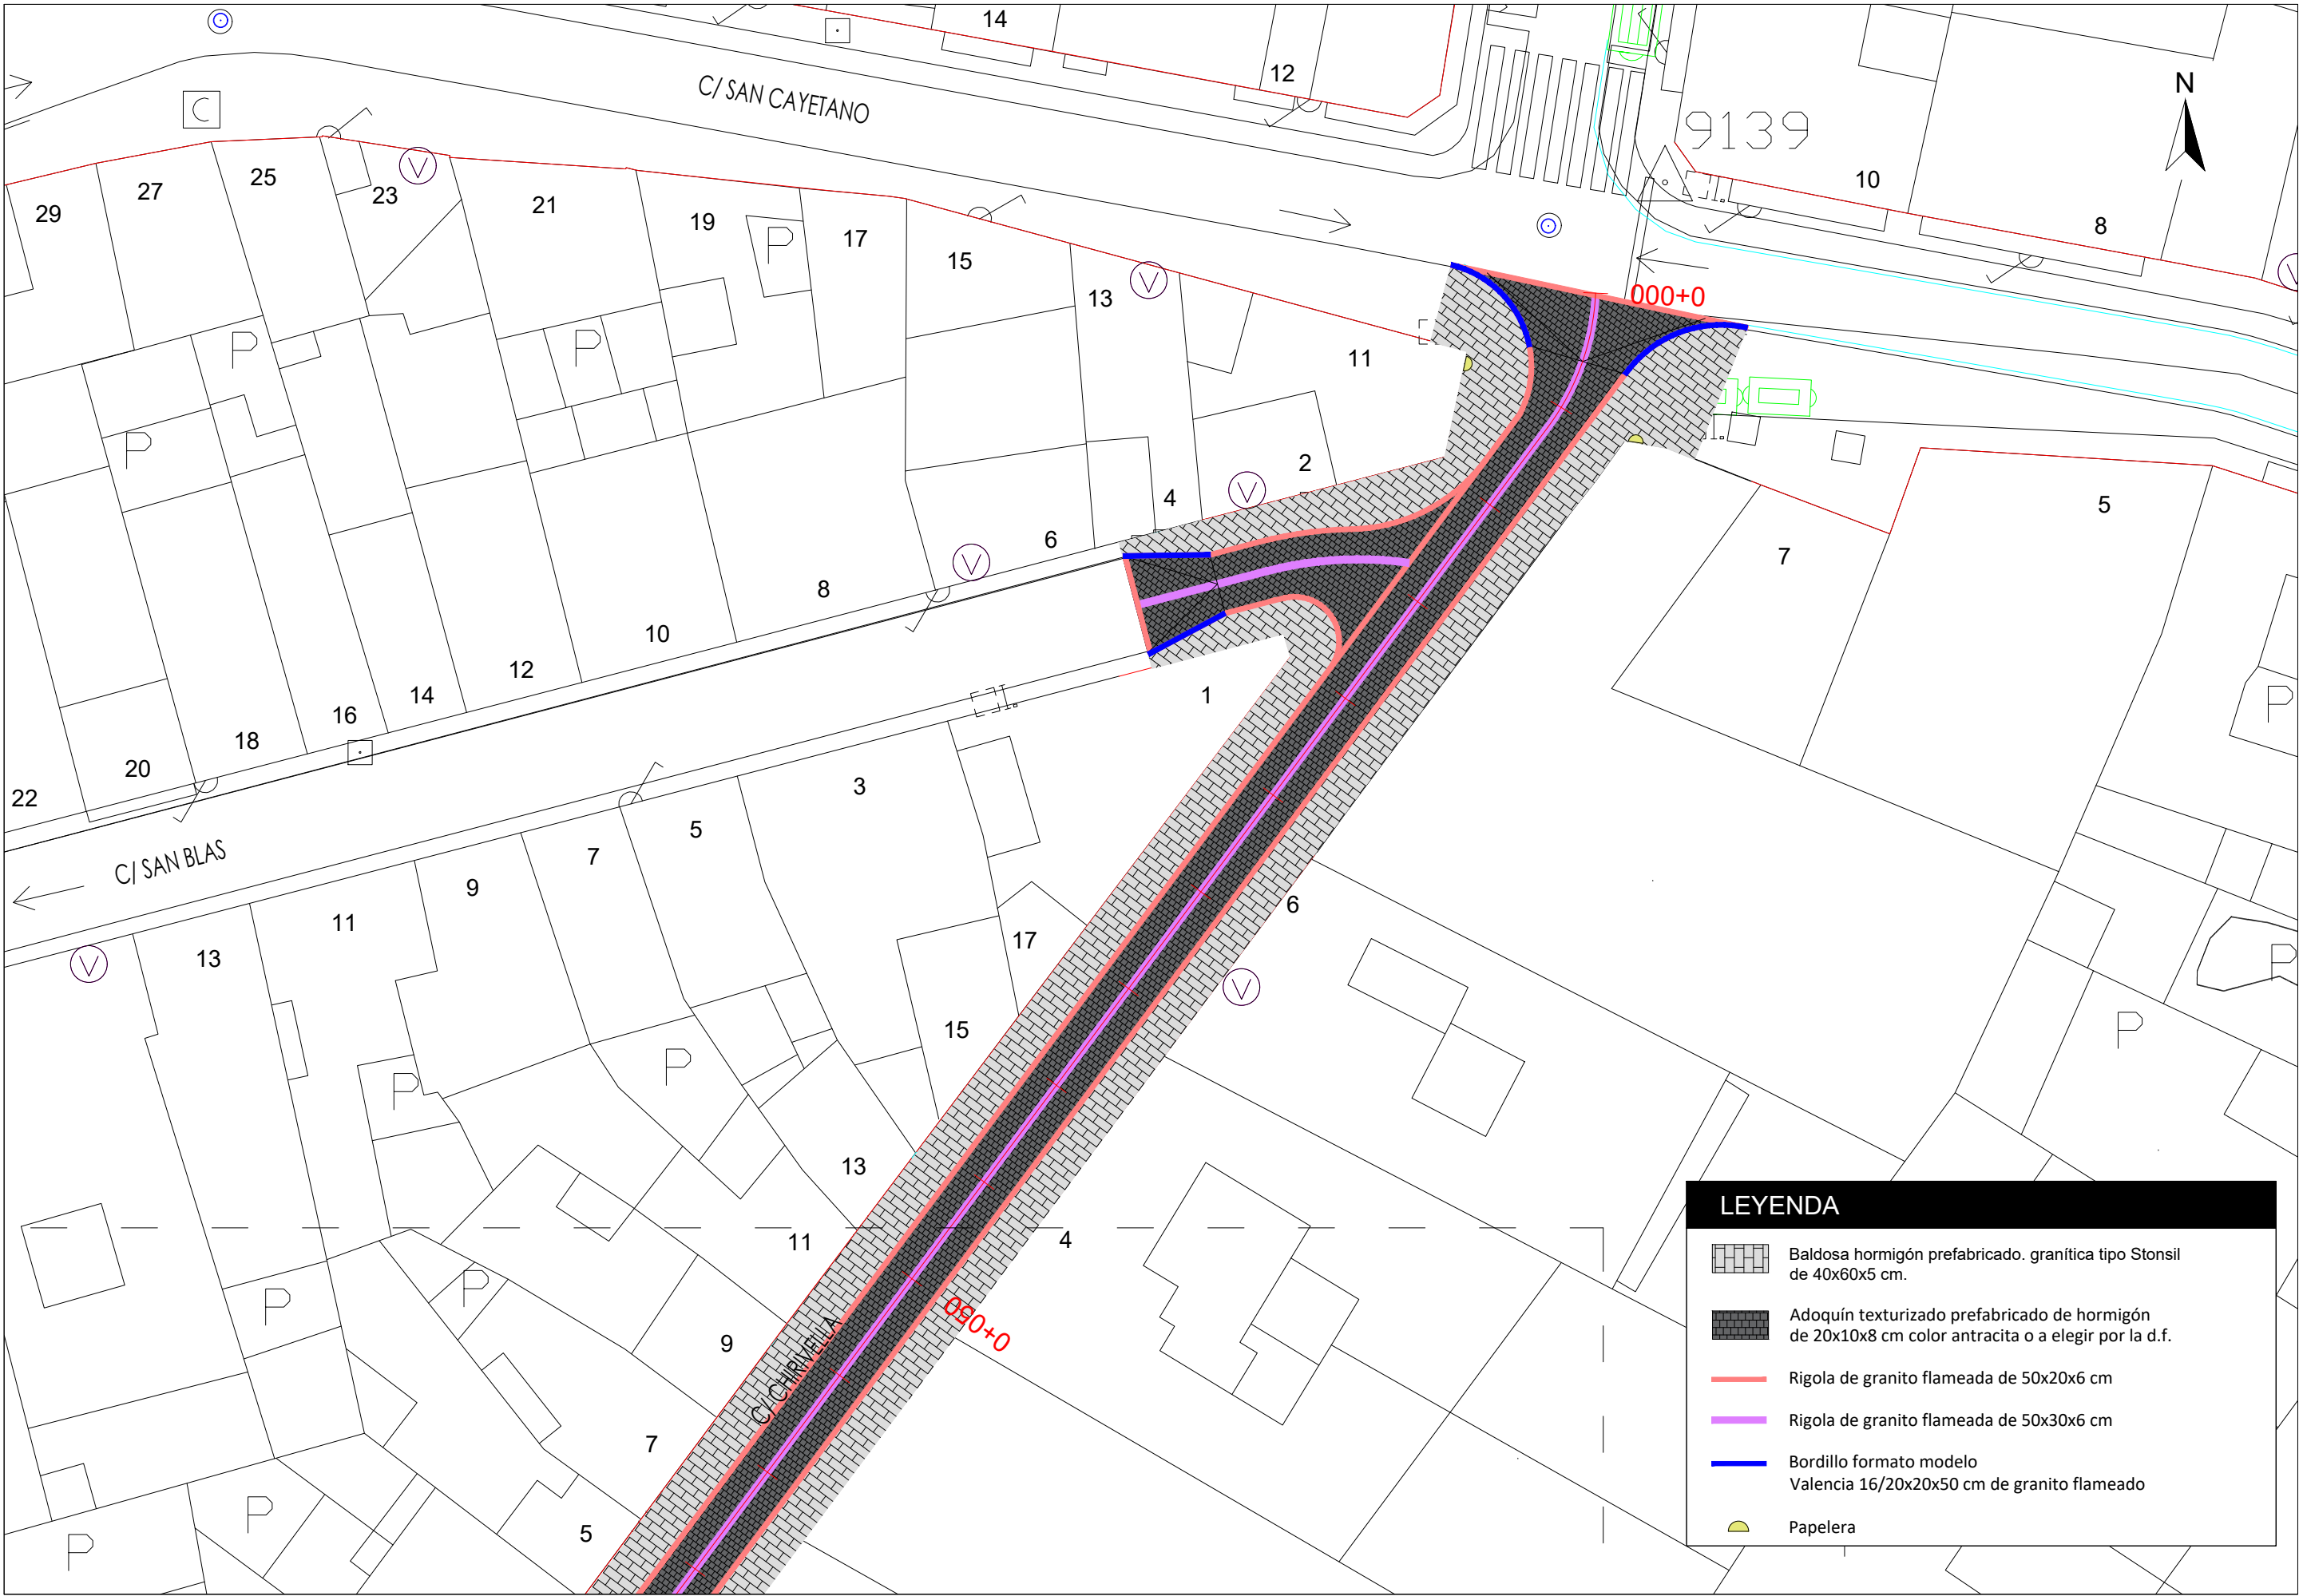 14
12
C/ SAN CAYETANO
C
9139
N
10
8
29
27
25
23
V
21
19
P
17
15
13
V
11
0+000
P
P
P
2
V
4
6
V
8
10
12
14
16
18
20
22
C/ SAN BLAS
1
3
5
7
9
11
13
V
5
7
P
P
P
6
V
17
15
13
11
9
7
5
4
P
P
P
P
P
P
0+050
C/CHIRIVELLA
LEYENDA
Baldosa hormigón prefabricado. granítica tipo Stonsil
de 40x60x5 cm.
Adoquín texturizado prefabricado de hormigón
de 20x10x8 cm color antracita o a elegir por la d.f.
Rigola de granito flameada de 50x20x6 cm
Rigola de granito flameada de 50x30x6 cm
Bordillo formato modelo
Valencia 16/20x20x50 cm de granito flameado
Papelera